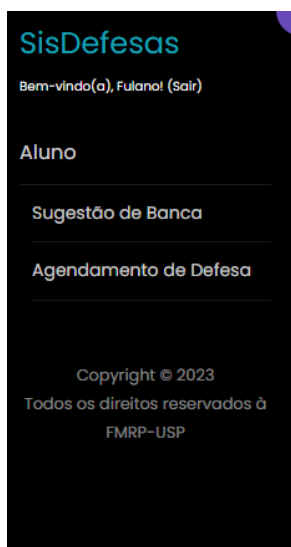 SisDefesas
Bem-vindo(a), Fulano! (Sair)
Aluno
Sugestão de Banca
Agendamento de Defesa
Copyright © 2023
Todos os direitos reservados à
FMRP-USP